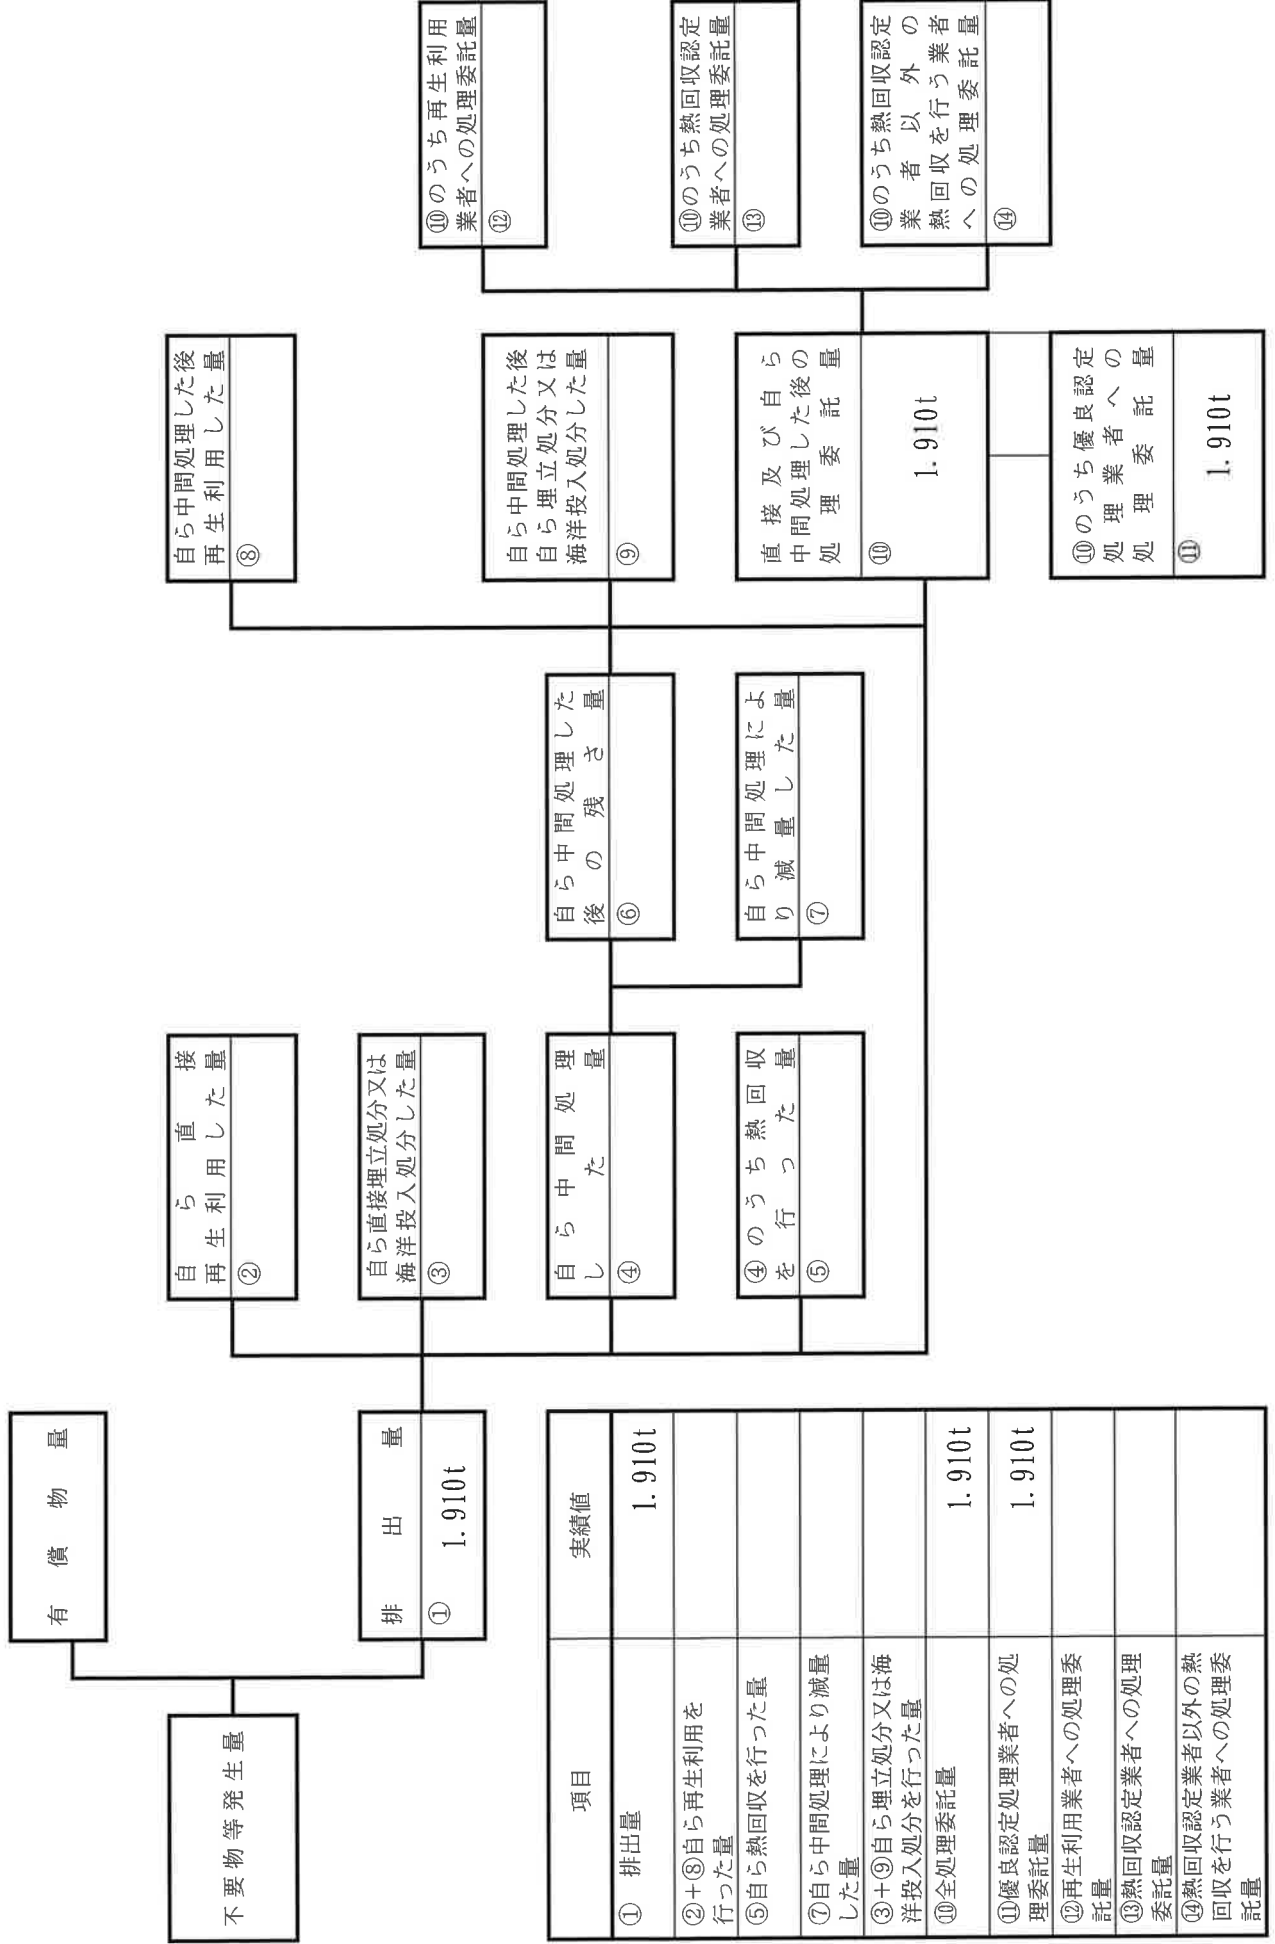 不要物等発生量
有償物量
排出量
① 1.910t
自ら直接
再生利用した量
②
自ら直接埋立処分又は
海洋投入処分した量
③
自ら中間処理
した量
④
④のうち熱回収
を行った量
⑤
自ら中間処理した
後の残さ量
⑥
自ら中間処理によ
り減量した量
⑦
自ら中間処理した後
再生利用した量
⑧
自ら中間処理した後
自ら埋立処分又は
海洋投入処分した量
⑨
直接及び自ら
中間処理した後の
処理委託量
⑩
1.910t
⑩のうち優良認定
処理業者への
処理委託量
⑪
1.910t
⑩のうち再生利用
業者への処理委託量
⑫
⑩のうち熱回収認定
業者への処理委託量
⑬
⑩のうち熱回収認定
業者以外の
熱回収を行う業者
への処理委託量
⑭
項目 実績値
① 排出量 1.910t
②+⑧自ら再生利用を
行った量
⑤自ら熱回収を行った量
⑦自ら中間処理により減量
した量
③+⑨自ら埋立処分又は海
洋投入処分を行った量
⑩全処理委託量 1.910t
⑪優良認定処理業者への処
理委託量 1.910t
⑫再生利用業者への処理委
託量
⑬熱回収認定業者への処理
委託量
⑭熱回収認定業者以外の熱
回収を行う業者への処理委
託量